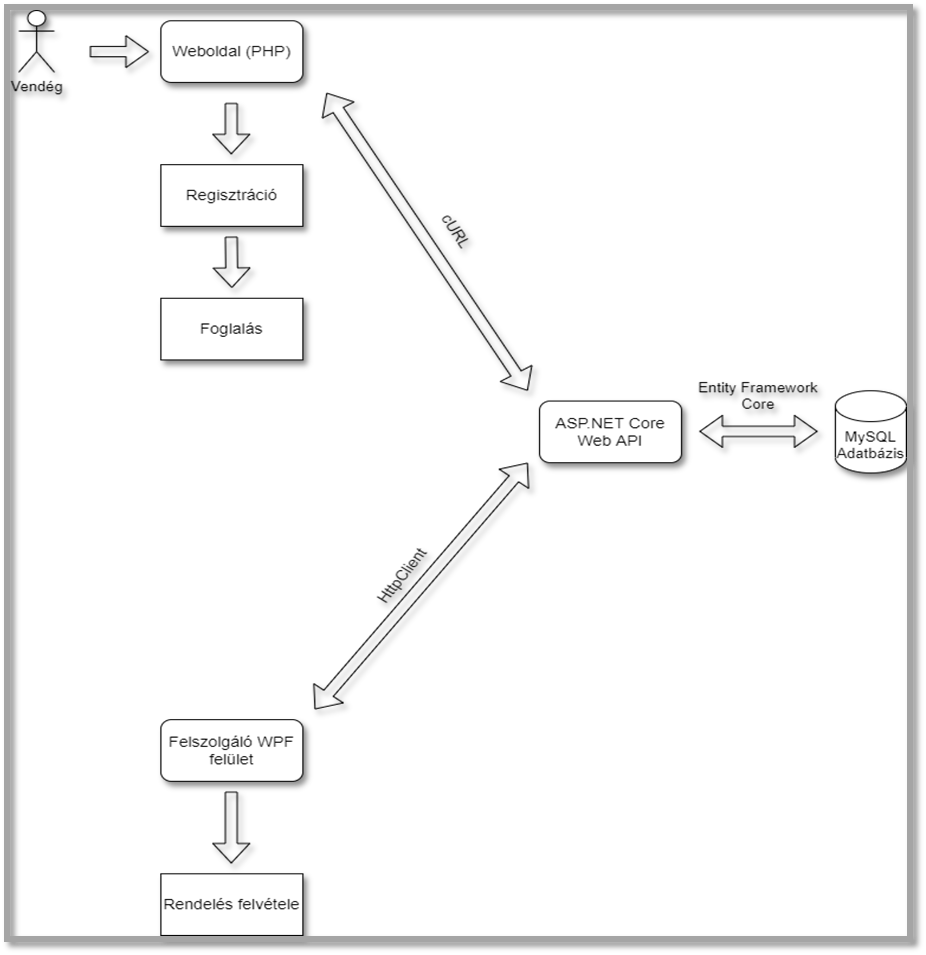 Vendég
Weboldal (PHP)
Regisztráció
Foglalás
cURL
ASP.NET Core
Web API
Entity Framework
Core
MySQL
Adatbázis
HttpClient
Felszolgáló WPF
felület
Rendelés felvétele